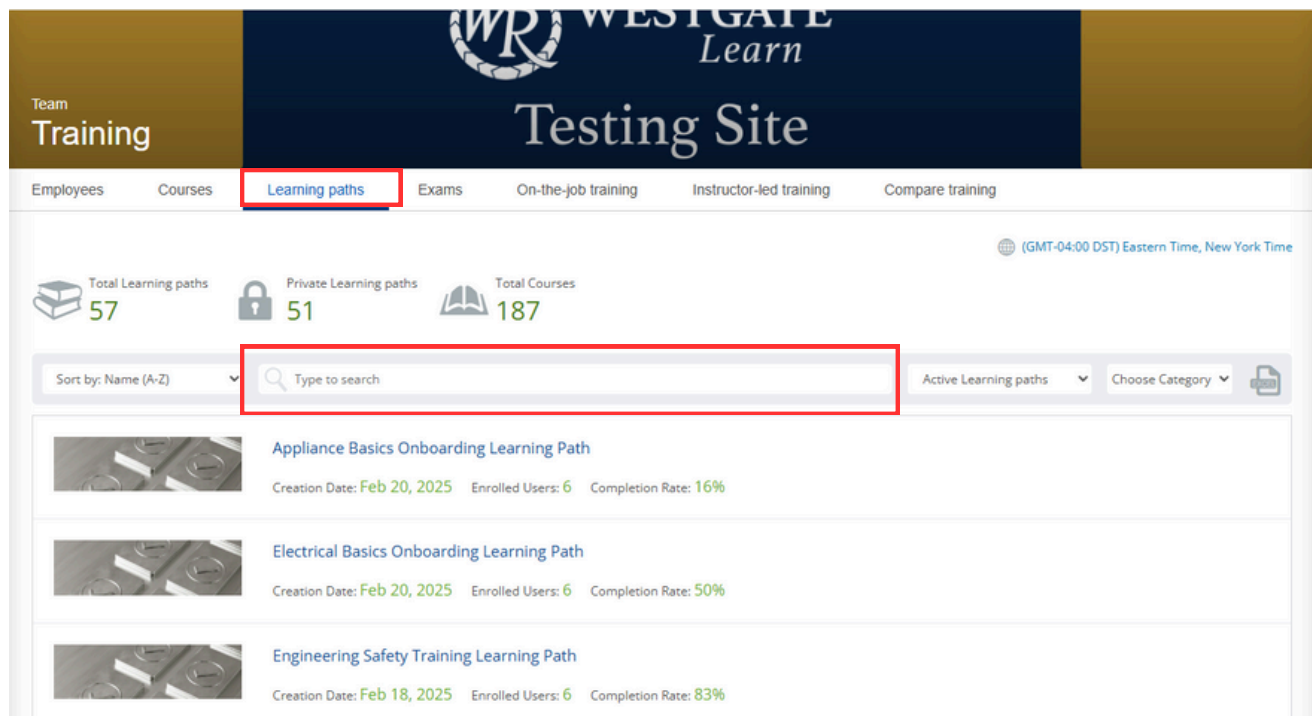 WR WESTGATE
Learn
Team
Training
Testing Site
Employees Courses Learning paths Exams On-the-job training Instructor-led training Compare training
(GMT-04:00 DST) Eastern Time, New York Time
Total Learning paths Private Learning paths Total Courses
57 51 187
Sort by: Name (A-Z) Type to search Active Learning paths Choose Category
Appliance Basics Onboarding Learning Path
Creation Date: Feb 20, 2025 Enrolled Users: 6 Completion Rate: 16%
Electrical Basics Onboarding Learning Path
Creation Date: Feb 20, 2025 Enrolled Users: 6 Completion Rate: 50%
Engineering Safety Training Learning Path
Creation Date: Feb 18, 2025 Enrolled Users: 6 Completion Rate: 83%